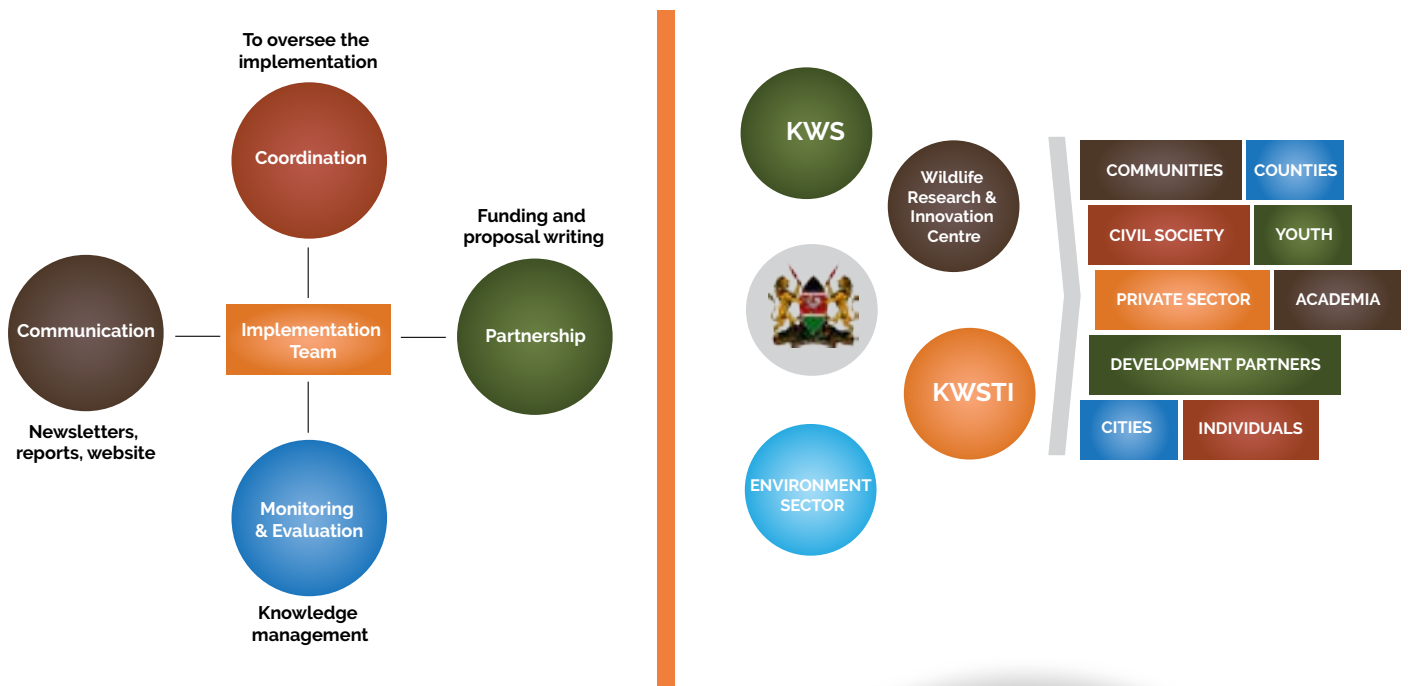 To oversee the
implementation
Coordination
Funding and
proposal writing
Communication
Implementation
Team
Partnership
Newsletters,
reports, website
Monitoring
& Evaluation
Knowledge
management
KWS
Wildlife
Research &
Innovation
Centre
KWSTI
ENVIRONMENT
SECTOR
COMMUNITIES
COUNTIES
CIVIL SOCIETY
YOUTH
PRIVATE SECTOR
ACADEMIA
DEVELOPMENT PARTNERS
CITIES
INDIVIDUALS